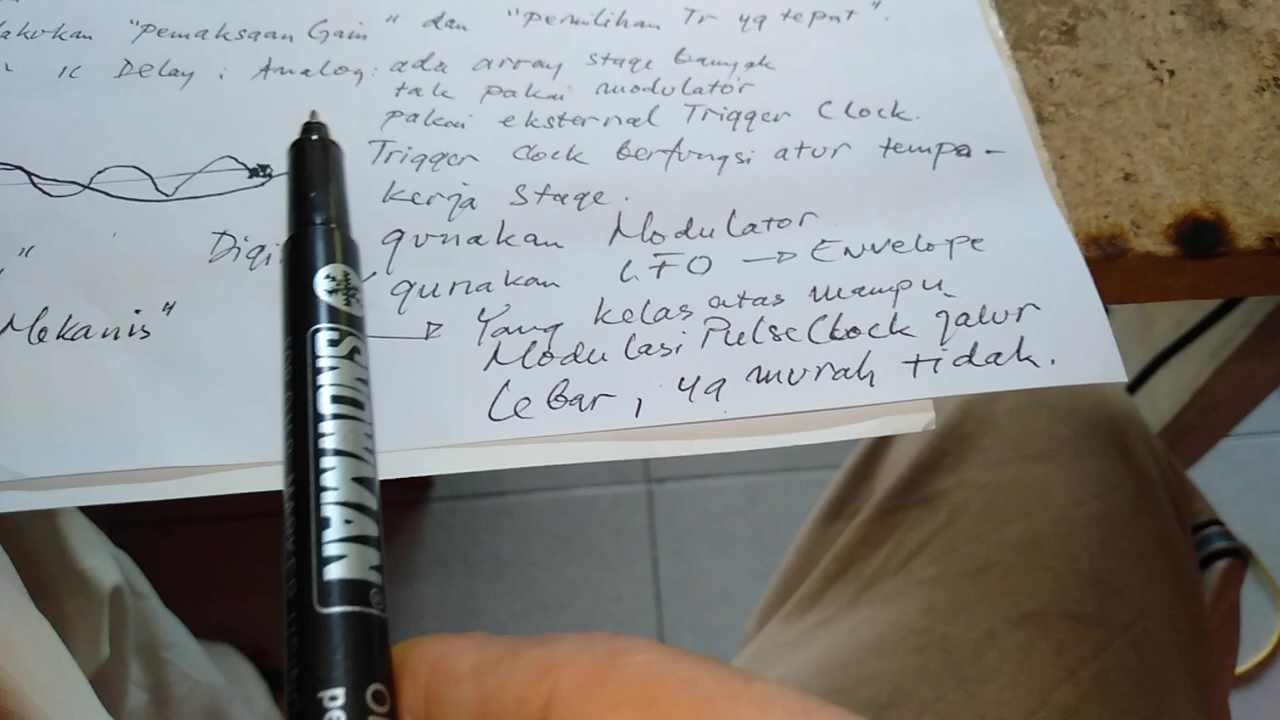 lakukan "pemaksaan Gain" dan "pemilihan Tr yg tepat".
IC Delay : Analog : ada array stage banyak
tak pakai modulator
pakai eksternal Trigger Clock.
Trigger Clock berfungsi atur tempo-
kerja stage.
" Digi gunakan Modulator
gunakan LFO → Envelope
Mekanis" → Yang kelas atas mampu
Modulasi PulseClock jalur
lebar, yg murah tidak.
SNOWMAN